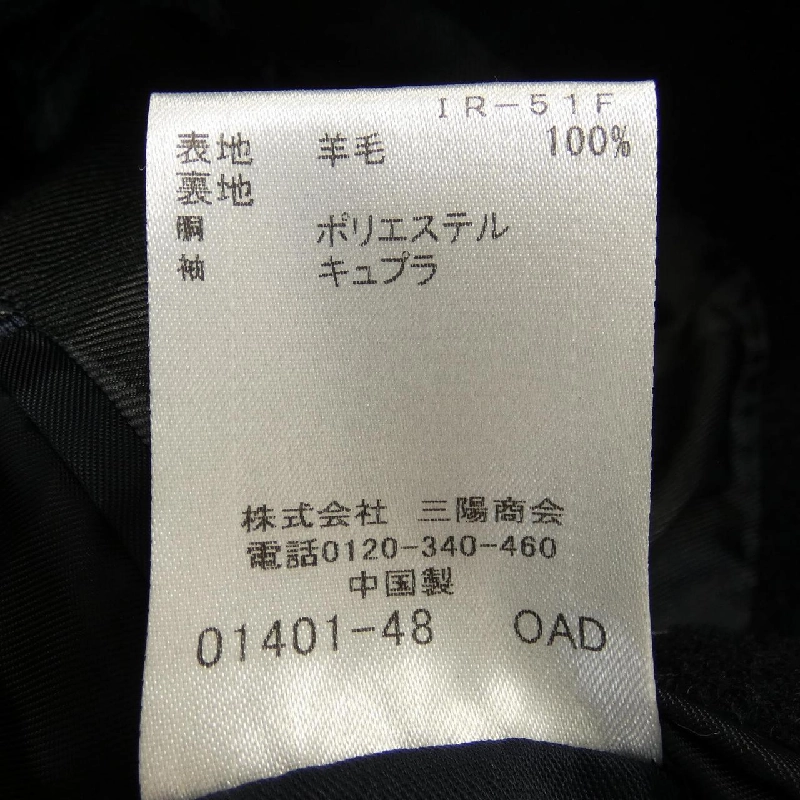 IR-51F
表地 羊毛 100%
裏地
胴 ポリエステル
袖 キュプラ
株式会社 三陽商会
電話0120-340-460
中国製
01401-48 OAD